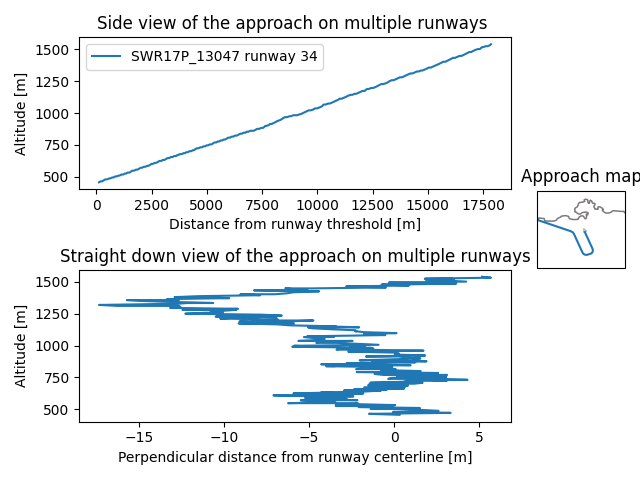 Side view of the approach on multiple runways
1500
1250
1000
750
500
Altitude [m]
SWR17P_13047 runway 34
0
2500
5000
7500
10000
12500
15000
17500
Distance from runway threshold [m]
Approach map
Straight down view of the approach on multiple runways
1500
1250
1000
750
500
Altitude [m]
−15
−10
−5
0
5
Perpendicular distance from runway centerline [m]